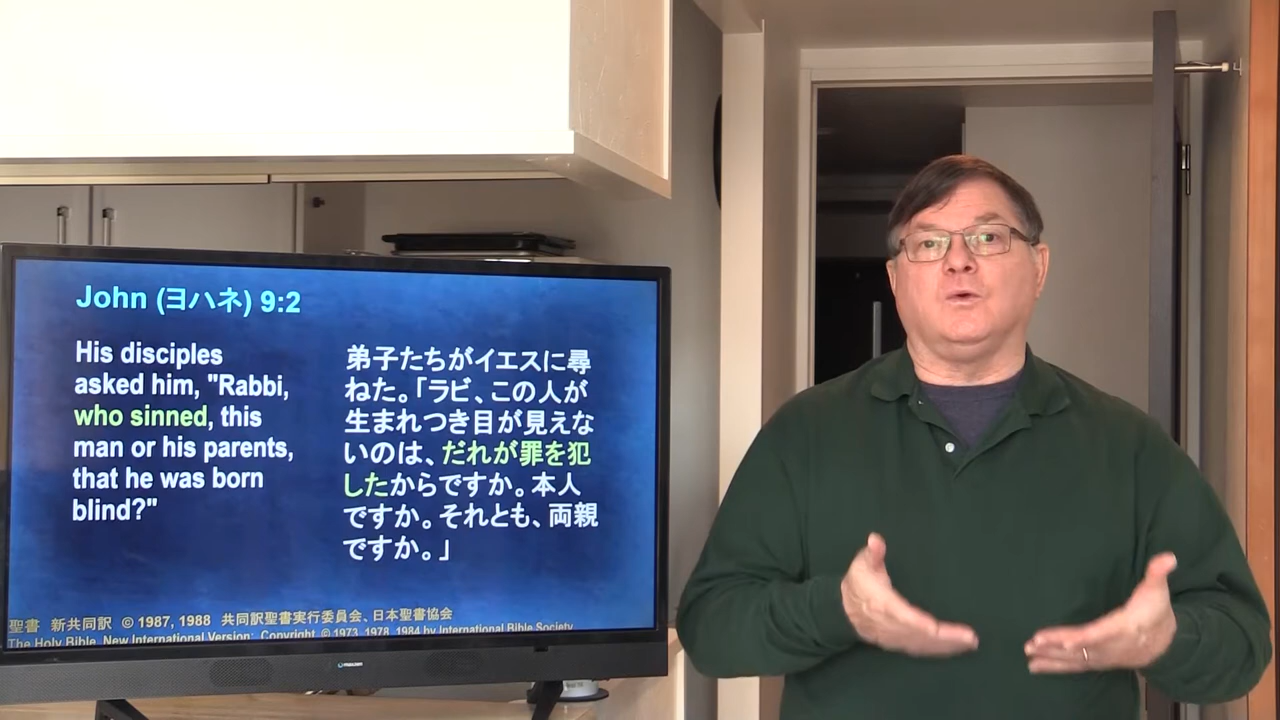 John (ヨハネ) 9:2
His disciples
asked him, "Rabbi,
who sinned, this
man or his parents,
that he was born
blind?"
弟子たちがイエスに尋
ねた。「ラビ、この人が
生まれつき目が見えな
いのは、だれが罪を犯
したからですか。本人
ですか。それとも、両親
ですか。」
聖書 新共同訳 © 1987, 1988 共同訳聖書実行委員会、日本聖書協会
The Holy Bible, New International Version: Copyright © 1973, 1978, 1984 by International Bible Society